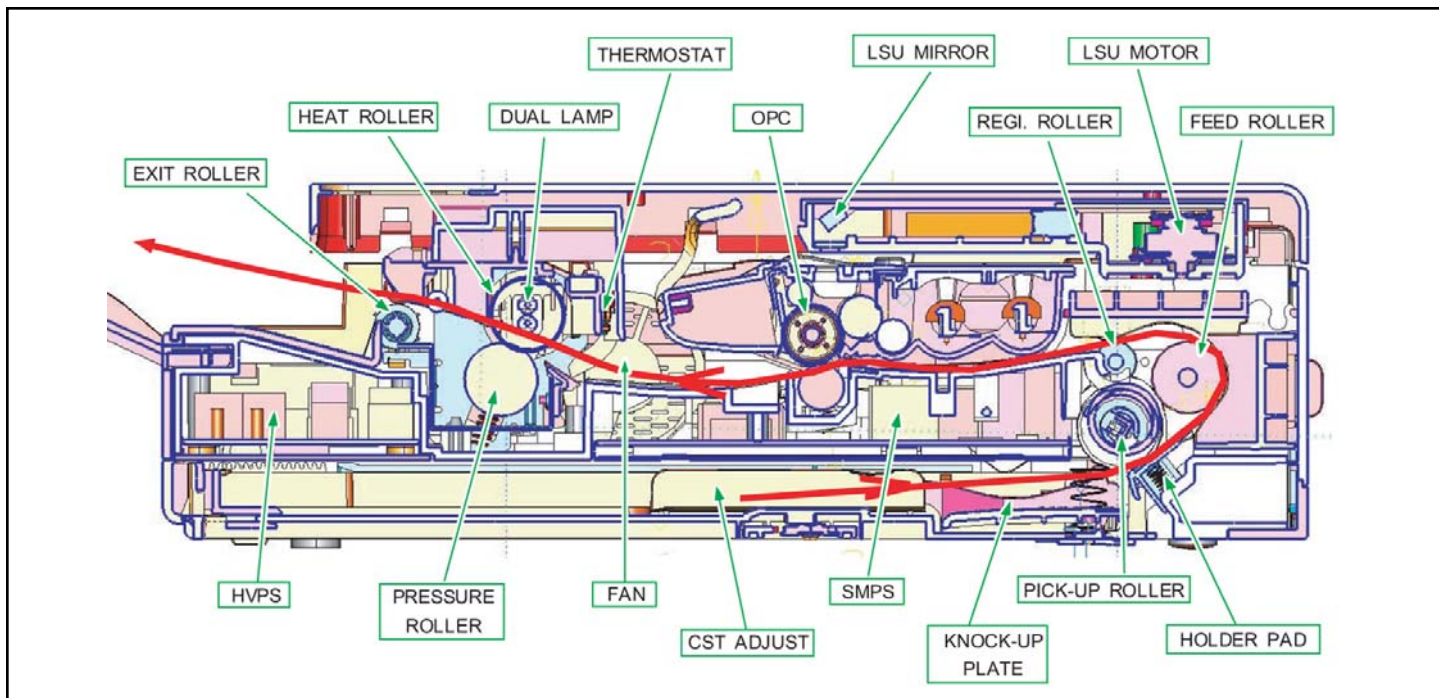 THERMOSTAT
LSU MIRROR
LSU MOTOR
HEAT ROLLER
DUAL LAMP
OPC
REGI. ROLLER
FEED ROLLER
EXIT ROLLER
HVPS
PRESSURE
ROLLER
FAN
CST ADJUST
SMPS
KNOCK-UP
PLATE
PICK-UP ROLLER
HOLDER PAD